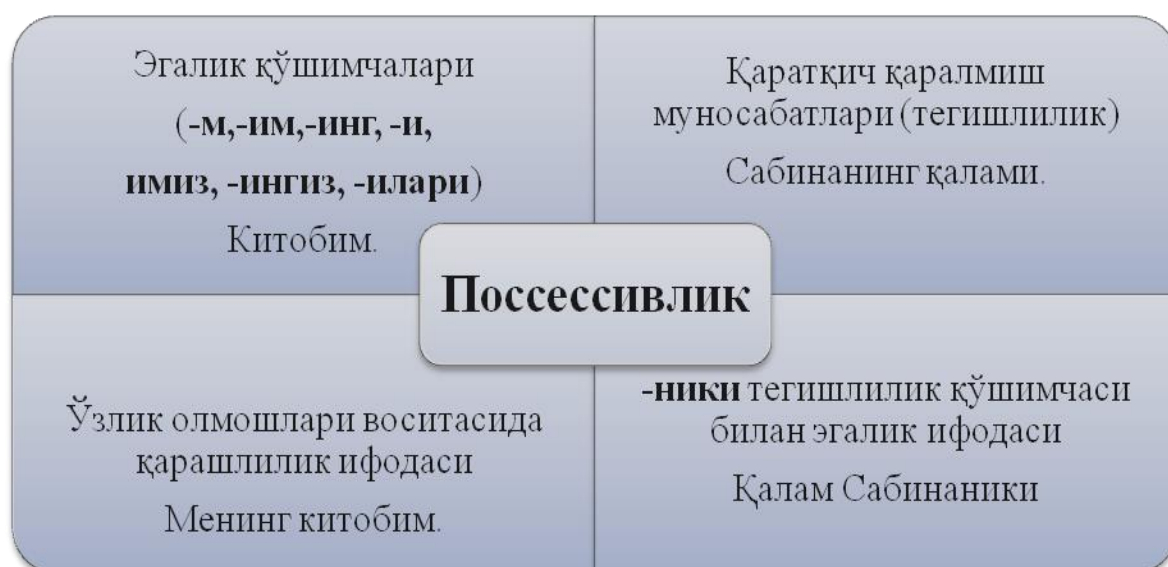 Эгалик қўшимчалари
(-м,-им,-инг, -и,
имиз, -ингиз, -илари)
Китобим.
Қаратқич қаралмиш
муносабатлари (тегишлилик)
Сабинанинг қалами.
Поссессивлик
Ўзлик олмошлари воситасида
қарашлилик ифодаси
Менинг китобим.
-ники тегишлилик қўшимчаси
билан эгалик ифодаси
Қалам Сабинаники